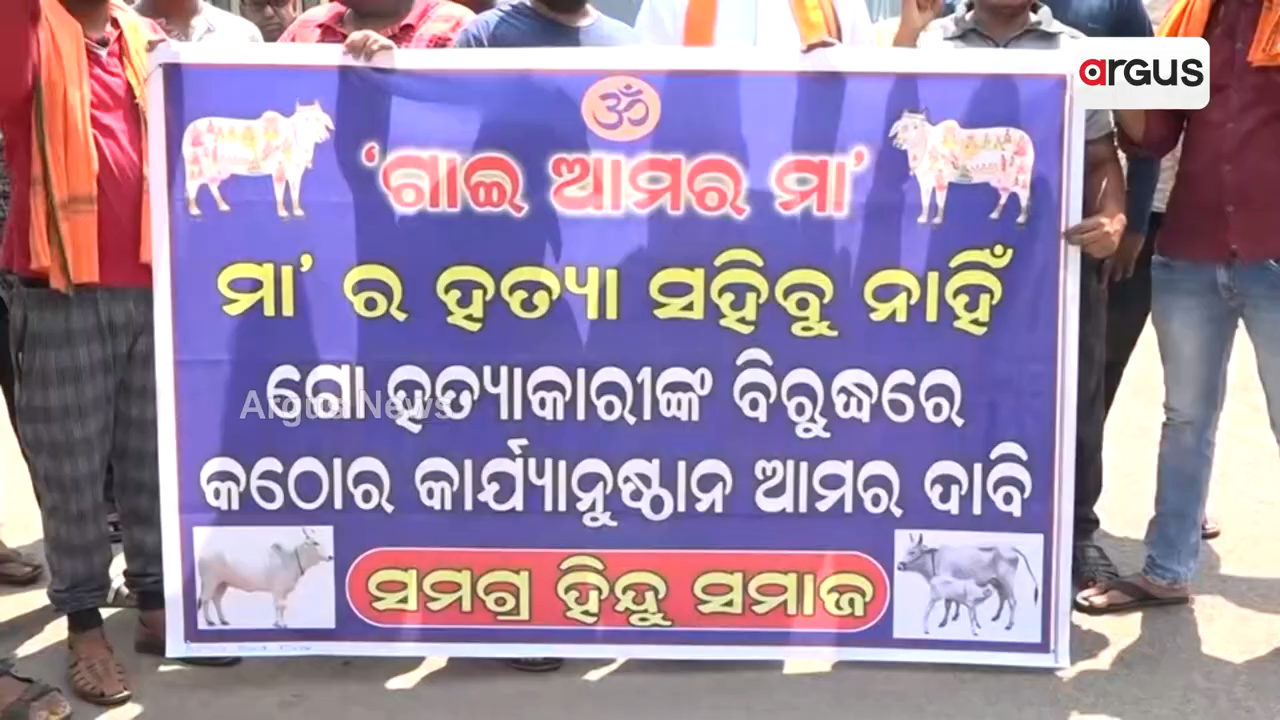 argus
ॐ
‘ଗାଇ ଆମର ମା’
ମା’ ର ହତ୍ୟା ସହିବୁ ନାହିଁ
ଗୋ ହତ୍ୟାକାରୀଙ୍କ ବିରୁଦ୍ଧରେ
Argus News
କଠୋର କାର୍ଯ୍ୟାନୁଷ୍ଠାନ ଆମର ଦାବି
ସମଗ୍ର ହିନ୍ଦୁ ସମାଜ